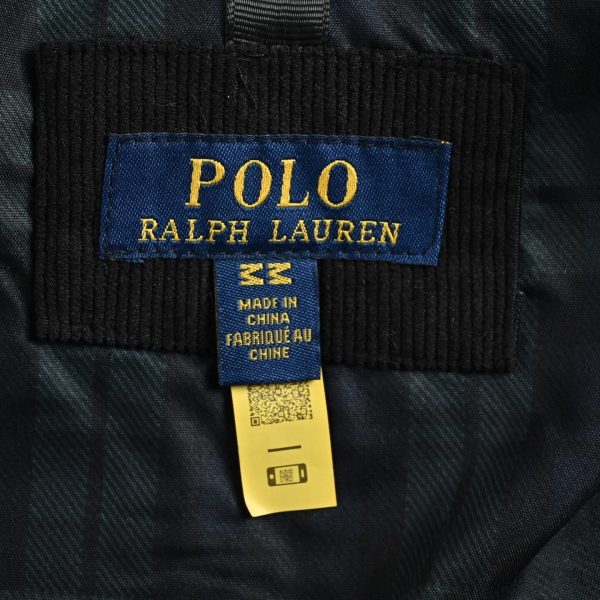 POLO
RALPH LAUREN
M M
MADE IN
CHINA
FABRIQUÉ AU
CHINE